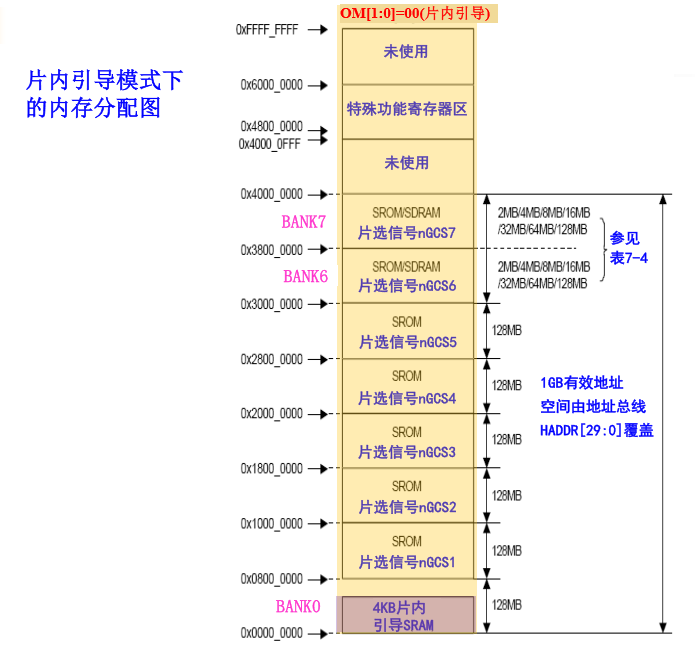 OM[1:0]=00(片内引导)
片内引导模式下
的内存分配图
0xFFFF_FFFF
未使用
0x6000_0000
特殊功能寄存器区
0x4800_0000
0x4000_0FFF
未使用
0x4000_0000
BANK7
SROM/SDRAM
片选信号nGCS7
2MB/4MB/8MB/16MB
/32MB/64MB/128MB
参见
表7-4
0x3800_0000
BANK6
SROM/SDRAM
片选信号nGCS6
2MB/4MB/8MB/16MB
/32MB/64MB/128MB
0x3000_0000
SROM
片选信号nGCS5
128MB
0x2800_0000
SROM
片选信号nGCS4
128MB
1GB有效地址
空间由地址总线
HADDR[29:0]覆盖
0x2000_0000
SROM
片选信号nGCS3
128MB
0x1800_0000
SROM
片选信号nGCS2
128MB
0x1000_0000
SROM
片选信号nGCS1
128MB
0x0800_0000
BANK0
4KB片内
引导SRAM
128MB
0x0000_0000